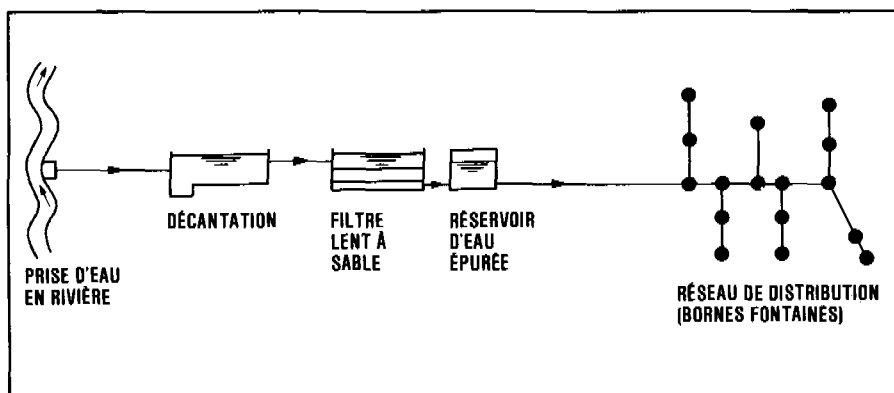 PRISE D'EAU
EN RIVIÈRE
DÉCANTATION
FILTRE
LENT À
SABLE
RÉSERVOIR
D'EAU
ÉPURÉE
RÉSEAU DE DISTRIBUTION
(BORNES FONTAINES)